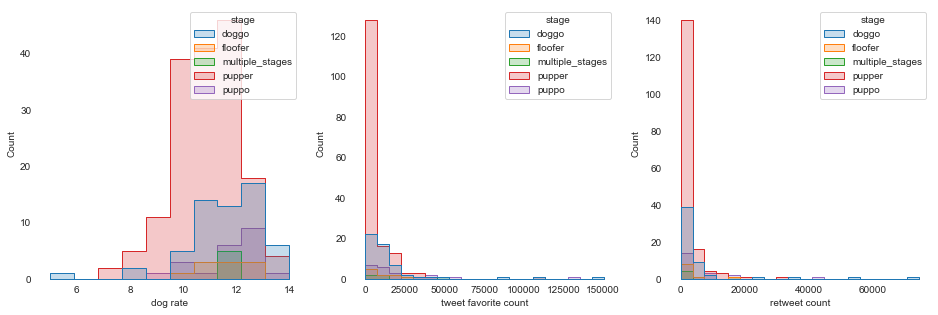 stage
doggo
floofer
multiple_stages
pupper
puppo
Count
40
30
20
10
0
6
8
10
12
14
dog rate
stage
doggo
floofer
multiple_stages
pupper
puppo
Count
120
100
80
60
40
20
0
0
25000
50000
75000
100000
125000
150000
tweet favorite count
stage
doggo
floofer
multiple_stages
pupper
puppo
Count
140
120
100
80
60
40
20
0
0
20000
40000
60000
retweet count